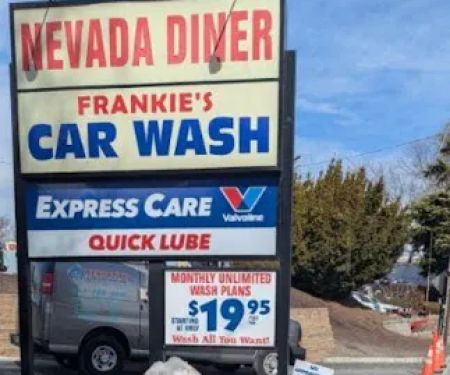 NEVADA DINER
FRANKIE'S
CAR WASH
EXPRESS CARE
Valvoline
QUICK LUBE
MONTHLY UNLIMITED
WASH PLANS
STARTING
AT ONLY
$19.95
Wash All You Want!